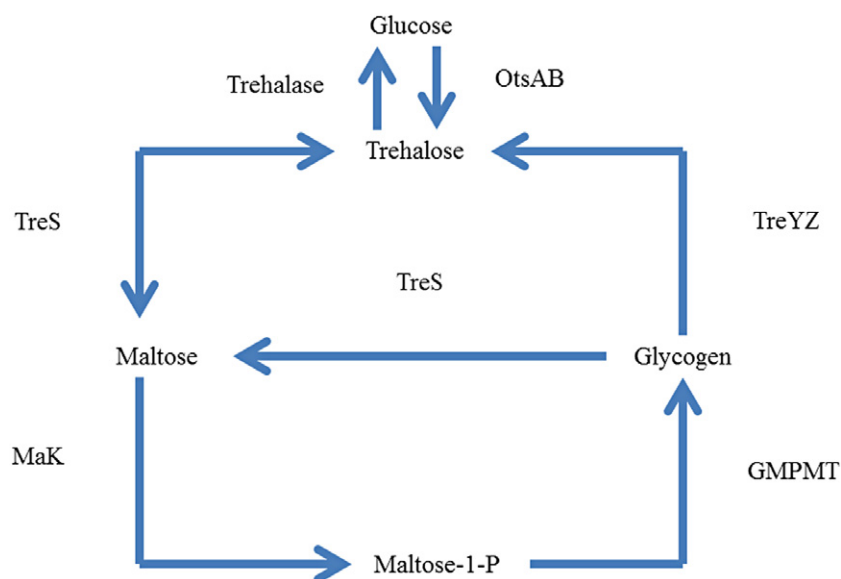 Glucose
Trehalase
OtsAB
Trehalose
TreS
TreYZ
TreS
Maltose
Glycogen
MaK
GMPMT
Maltose-1-P